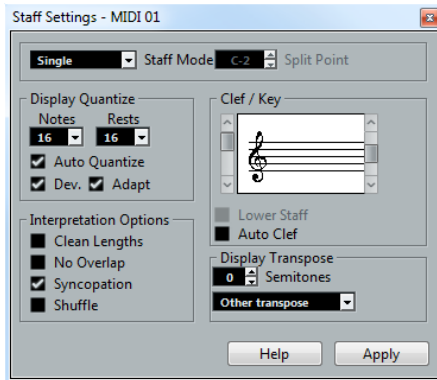 Staff Settings - MIDI 01
Single Staff Mode C-2 Split Point
Display Quantize
Notes Rests
16 16
Auto Quantize
Dev. Adapt
Interpretation Options
Clean Lengths
No Overlap
Syncopation
Shuffle
Clef / Key
Lower Staff
Auto Clef
Display Transpose
0 Semitones
Other transpose
Help Apply